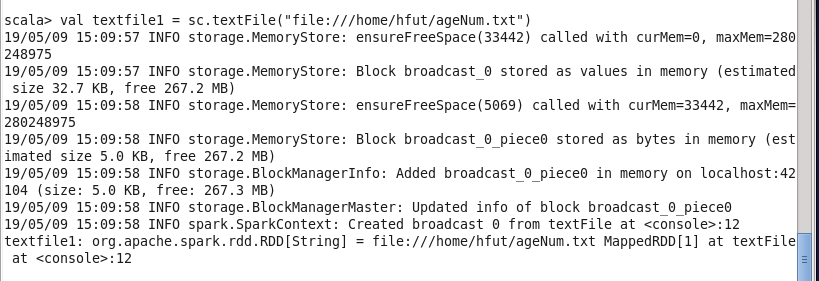 scala> val textfile1 = sc.textFile("file:///home/hfut/ageNum.txt")
19/05/09 15:09:57 INFO storage.MemoryStore: ensureFreeSpace(33442) called with curMem=0, maxMem=280
248975
19/05/09 15:09:57 INFO storage.MemoryStore: Block broadcast_0 stored as values in memory (estimated
 size 32.7 KB, free 267.2 MB)
19/05/09 15:09:58 INFO storage.MemoryStore: ensureFreeSpace(5069) called with curMem=33442, maxMem=
280248975
19/05/09 15:09:58 INFO storage.MemoryStore: Block broadcast_0_piece0 stored as bytes in memory (est
imated size 5.0 KB, free 267.2 MB)
19/05/09 15:09:58 INFO storage.BlockManagerInfo: Added broadcast_0_piece0 in memory on localhost:42
104 (size: 5.0 KB, free: 267.3 MB)
19/05/09 15:09:58 INFO storage.BlockManagerMaster: Updated info of block broadcast_0_piece0
19/05/09 15:09:58 INFO spark.SparkContext: Created broadcast 0 from textFile at <console>:12
textfile1: org.apache.spark.rdd.RDD[String] = file:///home/hfut/ageNum.txt MappedRDD[1] at textFile
 at <console>:12